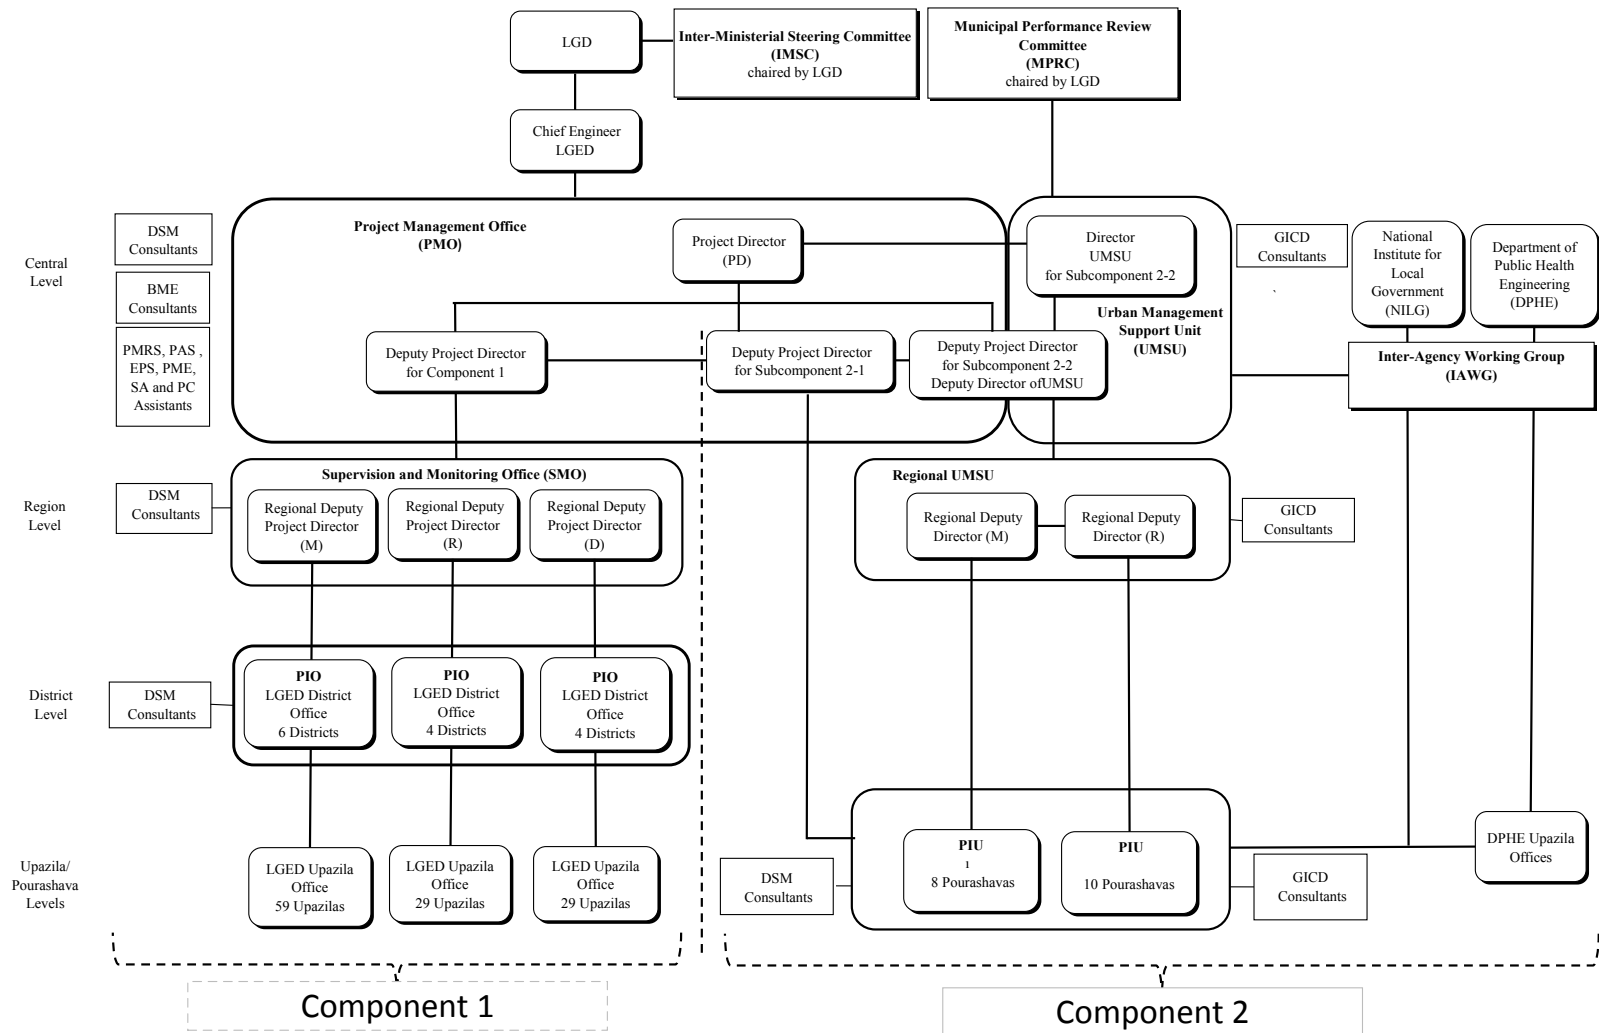 LGD
Inter-Ministerial Steering Committee
(IMSC)
chaired by LGD
Municipal Performance Review
Committee
(MPRC)
chaired by LGD
Chief Engineer
LGED
Central
Level
DSM
Consultants
BME
Consultants
PMRS, PAS ,
EPS, PME,
SA and PC
Assistants
Project Management Office
(PMO)
Project Director
(PD)
Director
UMSU
for Subcomponent 2-2
Urban Management
Support Unit
(UMSU)
Deputy Project Director
for Component 1
Deputy Project Director
for Subcomponent 2-1
Deputy Project Director
for Subcomponent 2-2
Deputy Director ofUMSU
GICD
Consultants
National
Institute for
Local
Government
(NILG)
Department of
Public Health
Engineering
(DPHE)
Inter-Agency Working Group
(IAWG)
Region
Level
DSM
Consultants
Supervision and Monitoring Office (SMO)
Regional Deputy
Project Director
(M)
Regional Deputy
Project Director
(R)
Regional Deputy
Project Director
(D)
Regional UMSU
Regional Deputy
Director (M)
Regional Deputy
Director (R)
GICD
Consultants
District
Level
DSM
Consultants
PIO
LGED District
Office
6 Districts
PIO
LGED District
Office
4 Districts
PIO
LGED District
Office
4 Districts
Upazila/
Pourashava
Levels
LGED Upazila
Office
59 Upazilas
LGED Upazila
Office
29 Upazilas
LGED Upazila
Office
29 Upazilas
DSM
Consultants
PIU
1
8 Pourashavas
PIU
10 Pourashavas
GICD
Consultants
DPHE Upazila
Offices
Component 1
Component 2